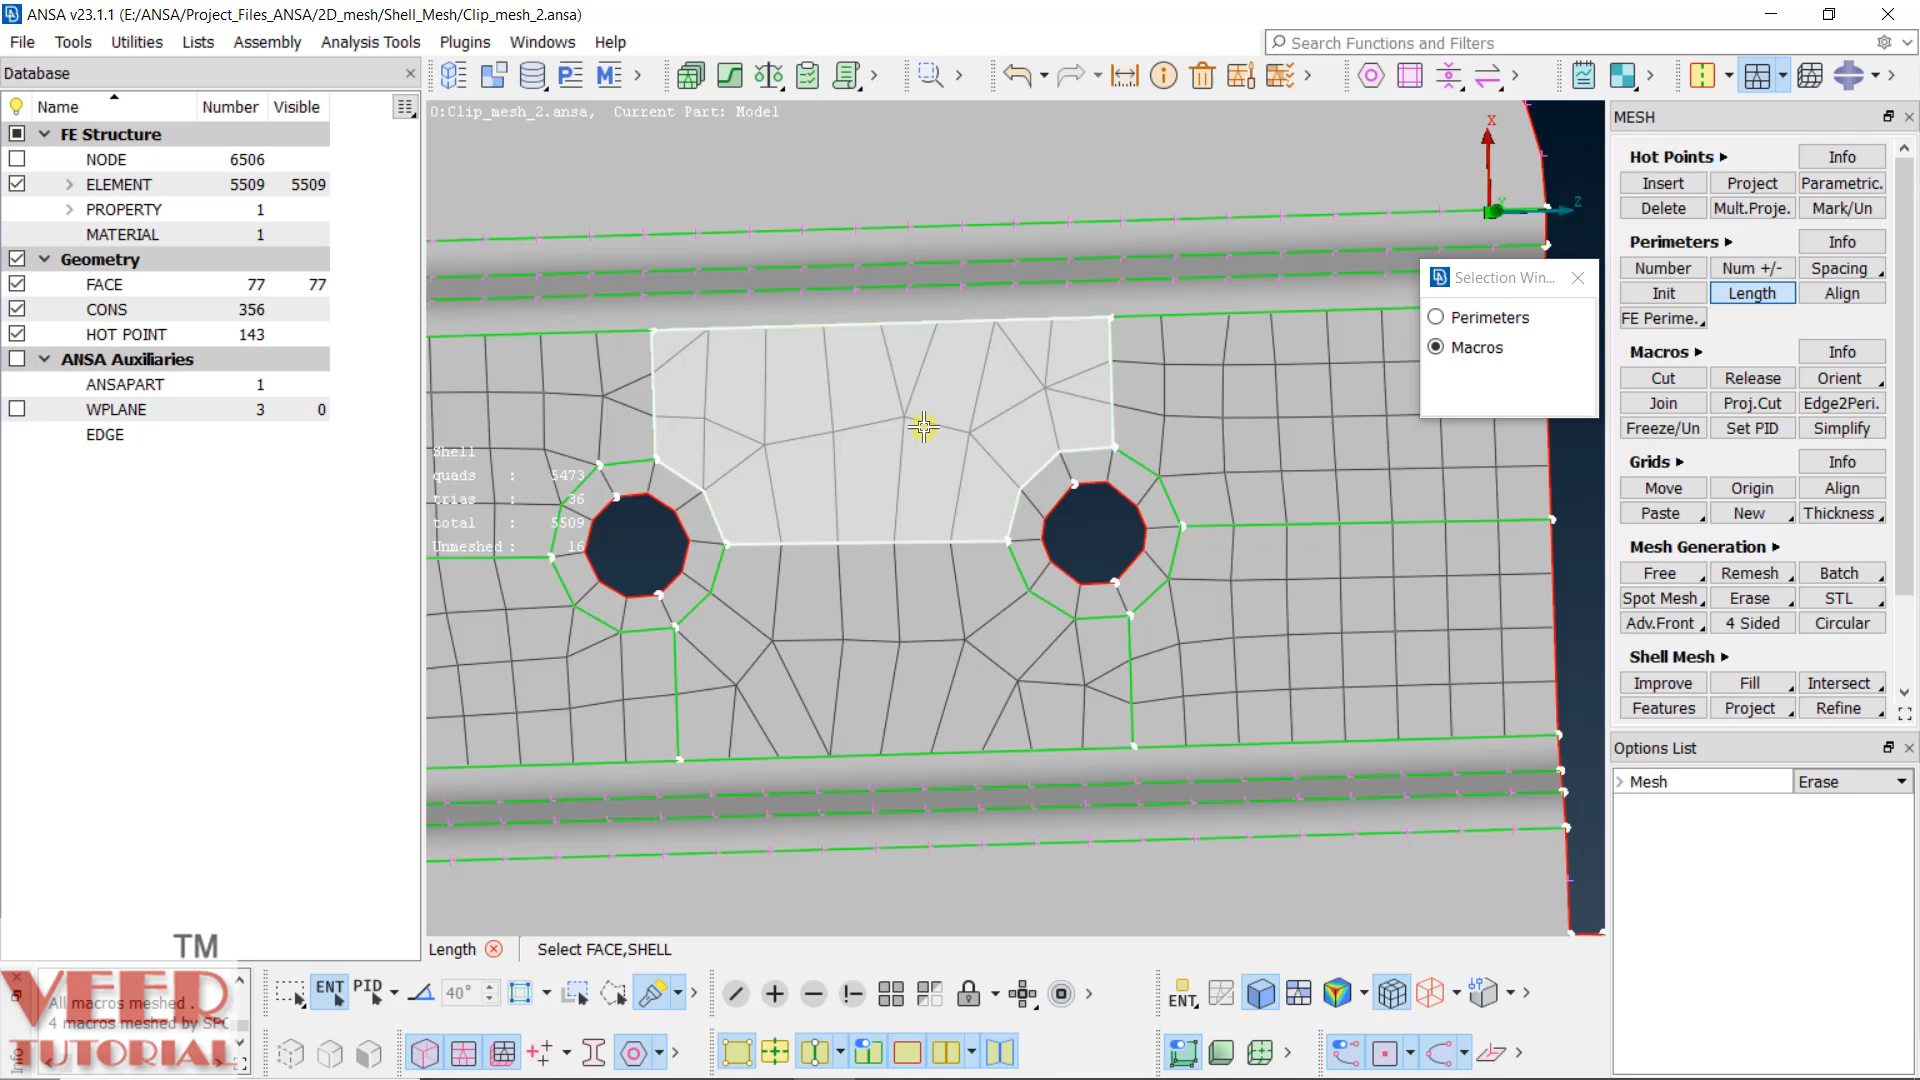 ANSA v23.1.1 (E:/ANSA/Project_Files_ANSA/2D_mesh/Shell_Mesh/Clip_mesh_2.ansa)
File Tools Utilities Lists Assembly Analysis Tools Plugins Windows Help
Search Functions and Filters
Database
Name Number Visible
FE Structure
NODE 6506
ELEMENT 5509 5509
PROPERTY 1
MATERIAL 1
Geometry
FACE 77 77
CONS 356
HOT POINT 143
ANSA Auxiliaries
ANSAPART 1
WPLANE 3 0
EDGE
0:Clip_mesh_2.ansa, Current Part: Model
X
Y
Z
Shell
quads : 5473
trias : 36
total : 5509
Unmeshed : 16
Selection Win...
Perimeters
Macros
MESH
Hot Points Info
Insert Project Parametric.
Delete Mult.Proje. Mark/Un
Perimeters Info
Number Num +/- Spacing
Init Length Align
FE Perime.
Macros Info
Cut Release Orient
Join Proj.Cut Edge2Peri.
Freeze/Un Set PID Simplify
Grids Info
Move Origin Align
Paste New Thickness
Mesh Generation
Free Remesh Batch
Spot Mesh Erase STL
Adv.Front 4 Sided Circular
Shell Mesh
Improve Fill Intersect
Features Project Refine
Options List
Mesh Erase
Length Select FACE,SHELL
ENT PID 40° ENT
All macros meshed .
4 macros meshed by SPC
Info
TM
VEER
TUTORIAL